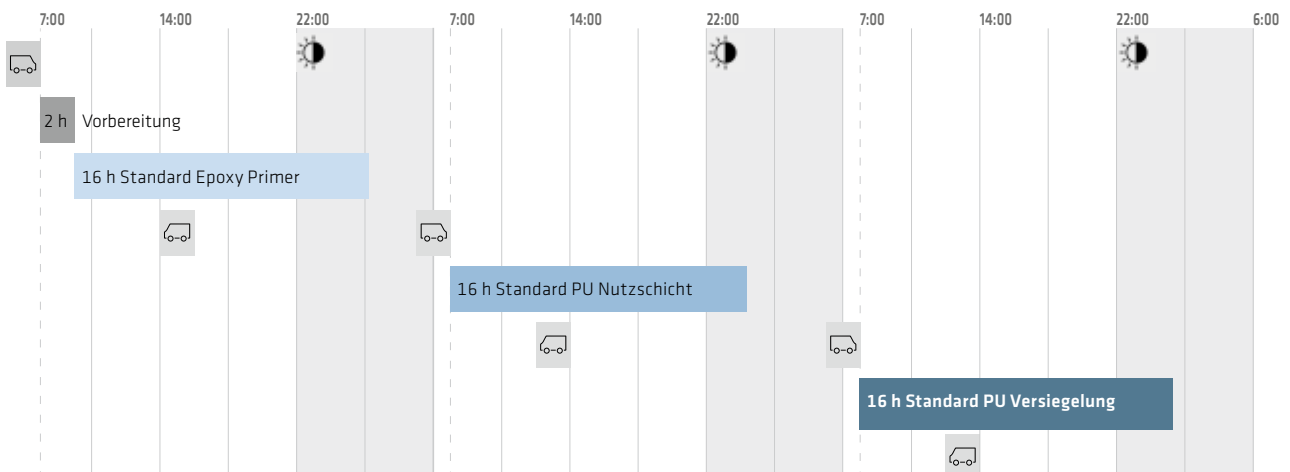 7:00 14:00 22:00 7:00 14:00 22:00 7:00 14:00 22:00 6:00
2 h Vorbereitung
16 h Standard Epoxy Primer
16 h Standard PU Nutzschicht
16 h Standard PU Versiegelung